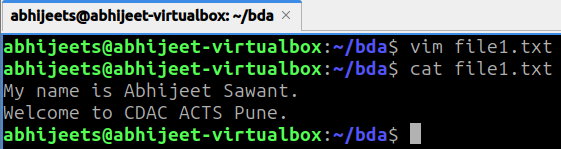 abhijeets@abhijeet-virtualbox: ~/bda ×
abhijeets@abhijeet-virtualbox:~/bda$ vim file1.txt
abhijeets@abhijeet-virtualbox:~/bda$ cat file1.txt
My name is Abhijeet Sawant.
Welcome to CDAC ACTS Pune.
abhijeets@abhijeet-virtualbox:~/bda$